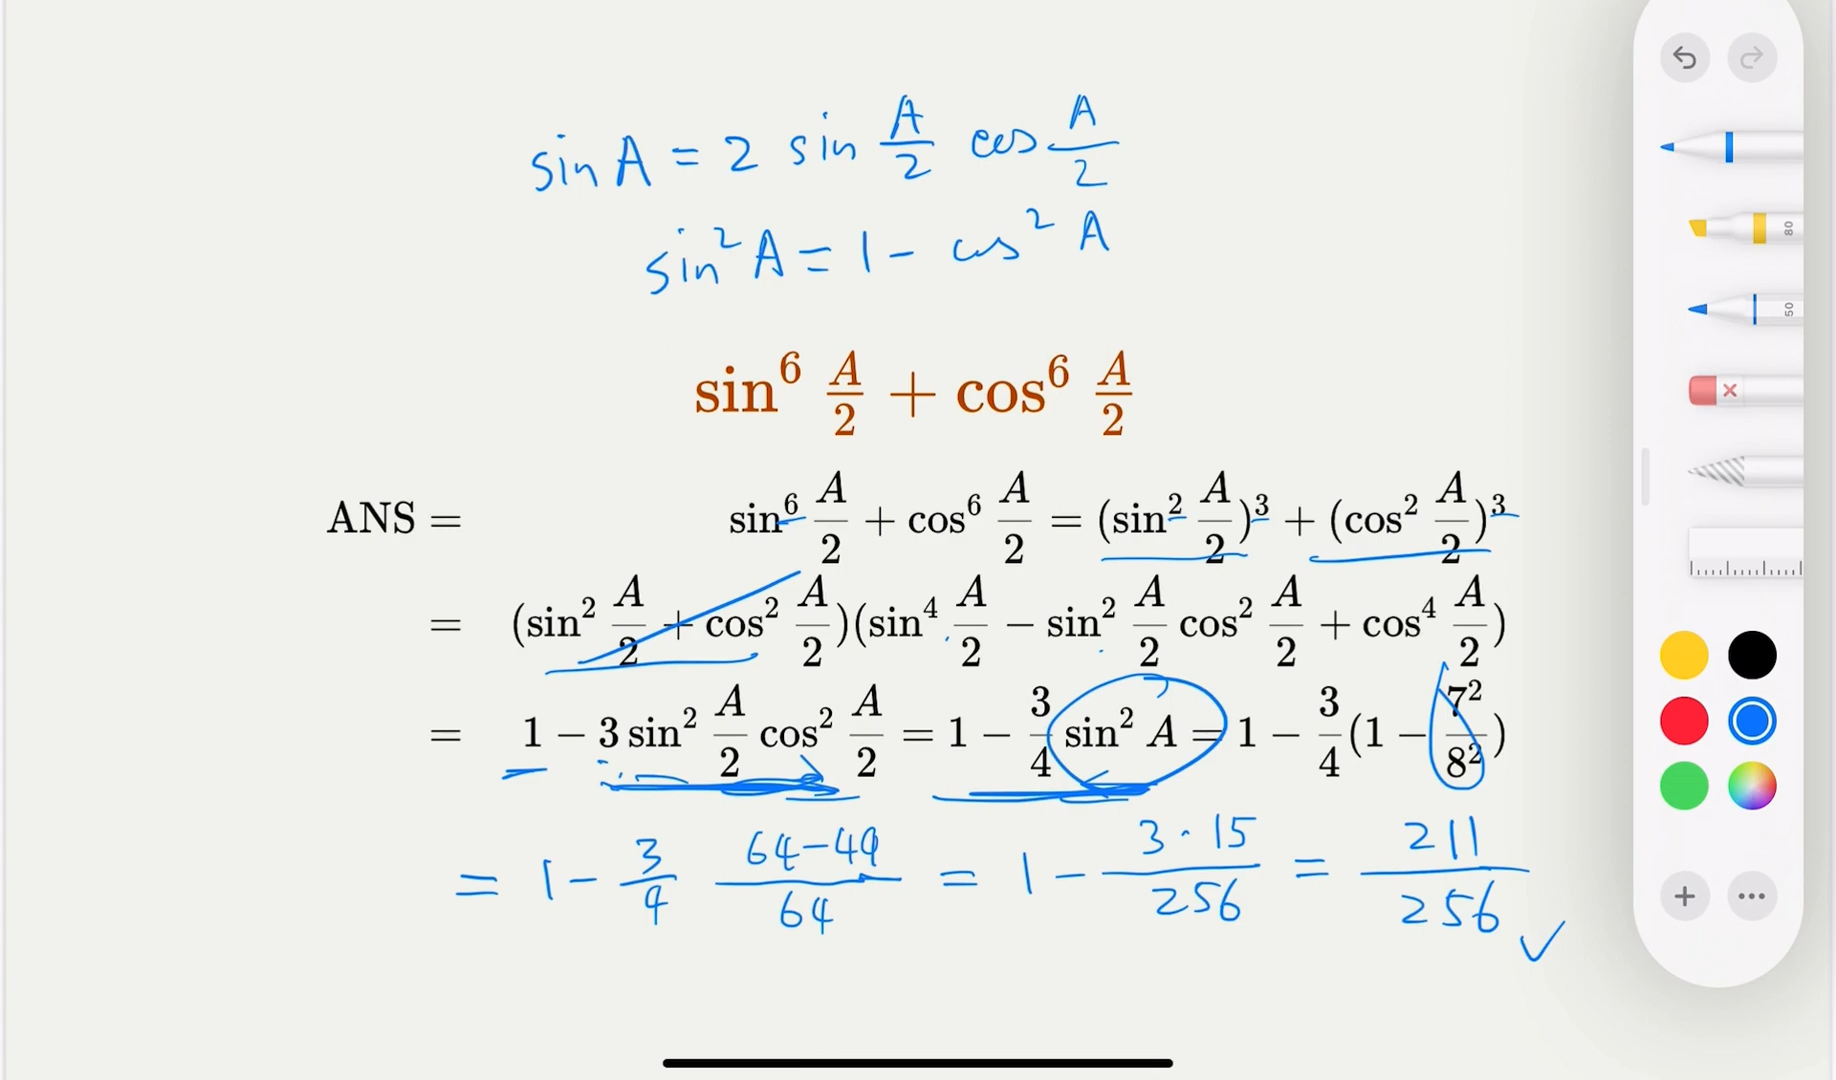 sin A = 2 sin A/2 cos A/2
sin² A = 1 - cos² A
sin⁶ A/2 + cos⁶ A/2
ANS = sin⁶ A/2 + cos⁶ A/2 = (sin² A/2)³ + (cos² A/2)³
= (sin² A/2 + cos² A/2)(sin⁴ A/2 − sin² A/2 cos² A/2 + cos⁴ A/2)
= 1 − 3 sin² A/2 cos² A/2 = 1 − 3/4 sin² A = 1 − 3/4 (1 − 7²/8²)
= 1 - 3/4 64-49/64 = 1 - 3·15/256 = 211/256 ✓
80
50